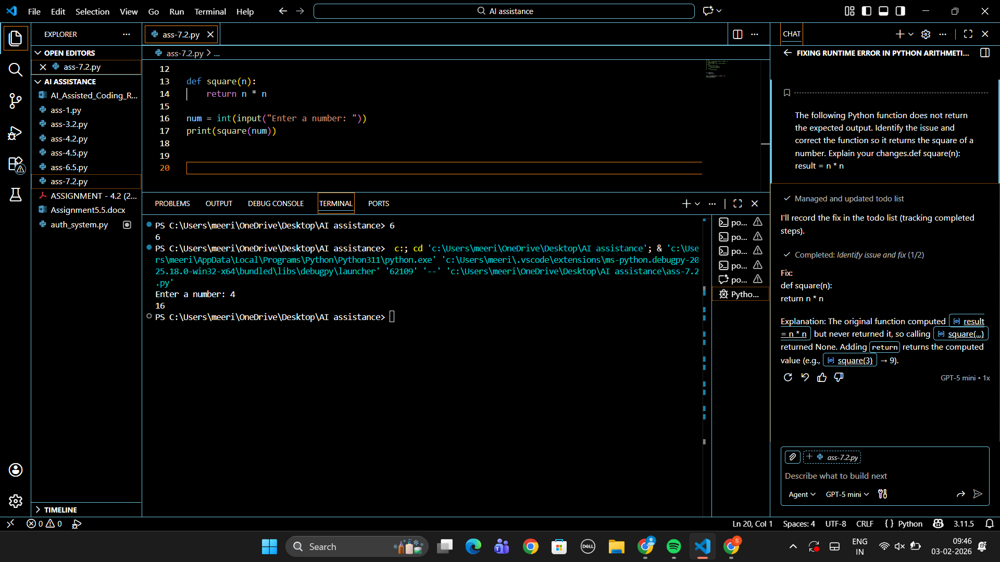 File Edit Selection View Go Run Terminal Help
AI assistance
EXPLORER
OPEN EDITORS
ass-7.2.py
AI ASSISTANCE
AI_Assisted_Coding_R...
ass-1.py
ass-3.2.py
ass-4.2.py
ass-4.5.py
ass-6.5.py
ass-7.2.py
ASSIGNMENT - 4.2 (2...
Assignment5.5.docx
auth_system.py
TIMELINE
ass-7.2.py
ass-7.2.py > ...
12
13 def square(n):
14 return n * n
15
16 num = int(input("Enter a number: "))
17 print(square(num))
18
19
20
PROBLEMS OUTPUT DEBUG CONSOLE TERMINAL PORTS
PS C:\Users\meeri\OneDrive\Desktop\AI assistance> 6
6
PS C:\Users\meeri\OneDrive\Desktop\AI assistance> c:; cd 'c:\Users\meeri\OneDrive\Desktop\AI assistance'; & 'c:\Use
rs\meeri\AppData\Local\Programs\Python\Python311\python.exe' 'c:\Users\meeri\.vscode\extensions\ms-python.debugpy-20
25.18.0-win32-x64\bundled\libs\debugpy\launcher' '62109' '--' 'c:\Users\meeri\OneDrive\Desktop\AI assistance\ass-7.2
.py'
Enter a number: 4
16
PS C:\Users\meeri\OneDrive\Desktop\AI assistance>
po...
po...
po...
po...
po...
Pytho...
CHAT
FIXING RUNTIME ERROR IN PYTHON ARITHMETI...
The following Python function does not return
the expected output. Identify the issue and
correct the function so it returns the square of a
number. Explain your changes.def square(n):
result = n * n
Managed and updated todo list
I'll record the fix in the todo list (tracking completed
steps).
Completed: Identify issue and fix (1/2)
Fix:
def square(n):
return n * n
Explanation: The original function computed result
= n * n but never returned it, so calling square(...)
returned None. Adding return returns the computed
value (e.g., square(3) → 9).
GPT-5 mini • 1x
+ ass-7.2.py
Describe what to build next
Agent GPT-5 mini
0 0
Ln 20, Col 1 Spaces: 4 UTF-8 CRLF { } Python 3.11.5
Search
DELL
S
ENG
IN
09:46
03-02-2026